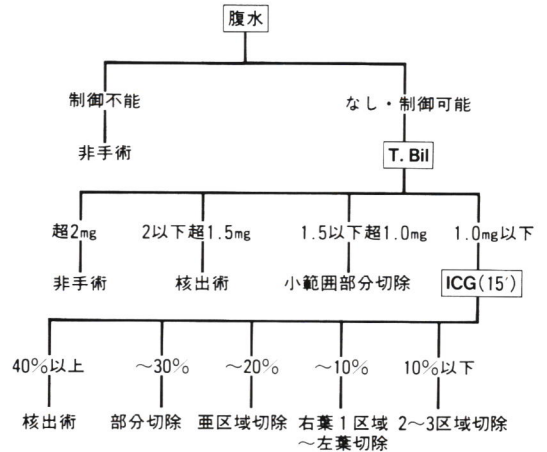 腹水
制御不能 なし・制御可能
非手術 T. Bil
超2mg 2以下超1.5mg 1.5以下超1.0mg 1.0mg以下
非手術 核出術 小範囲部分切除 ICG(15′)
40%以上 ～30% ～20% ～10% 10%以下
核出術 部分切除 亜区域切除 右葉1区域 2～3区域切除
～左葉切除